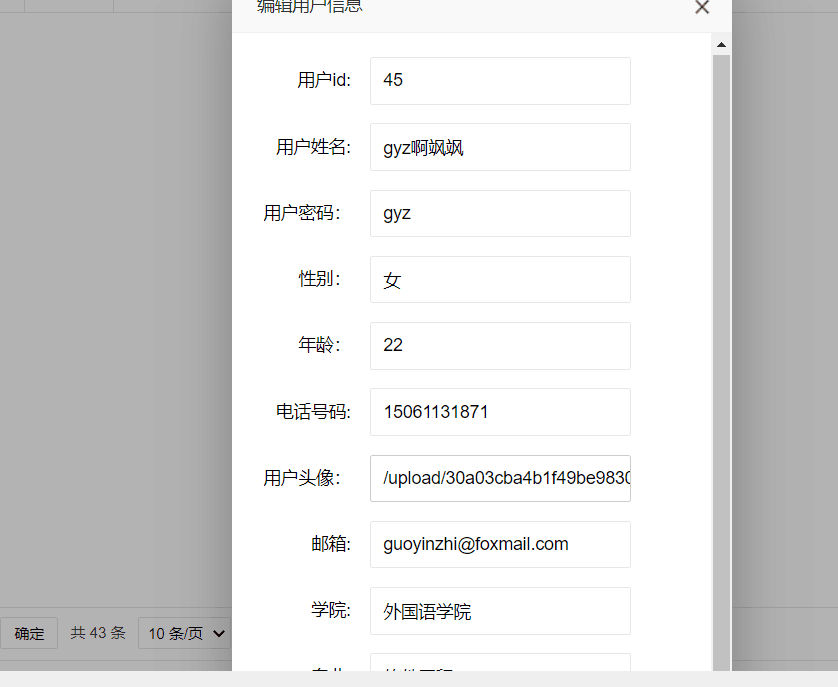 编辑用户信息
用户id: 45
用户姓名: gyz啊飒飒
用户密码： gyz
性别： 女
年龄： 22
电话号码: 15061131871
用户头像： /upload/30a03cba4b1f49be9830
邮箱: guoyinzhi@foxmail.com
学院: 外国语学院
确定 共 43 条 10 条/页